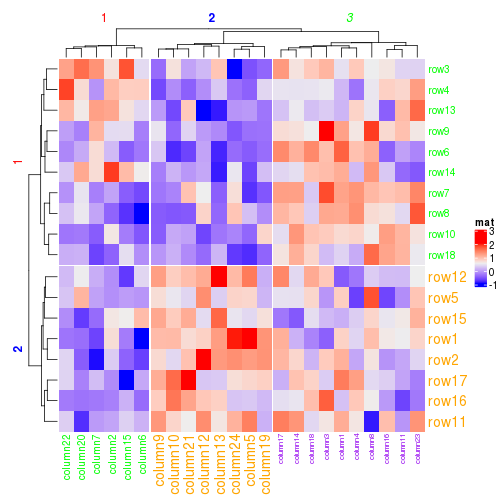 1
2
3
row3
row4
row13
row9
row6
row14
row7
row8
row10
row18
row12
row5
row15
row1
row2
row17
row16
row11
1
2
mat
3
2
1
0
-1
column22
column20
column7
column2
column15
column6
column9
column10
column21
column12
column13
column24
column5
column19
column17
column14
column18
column3
column1
column4
column8
column16
column11
column23